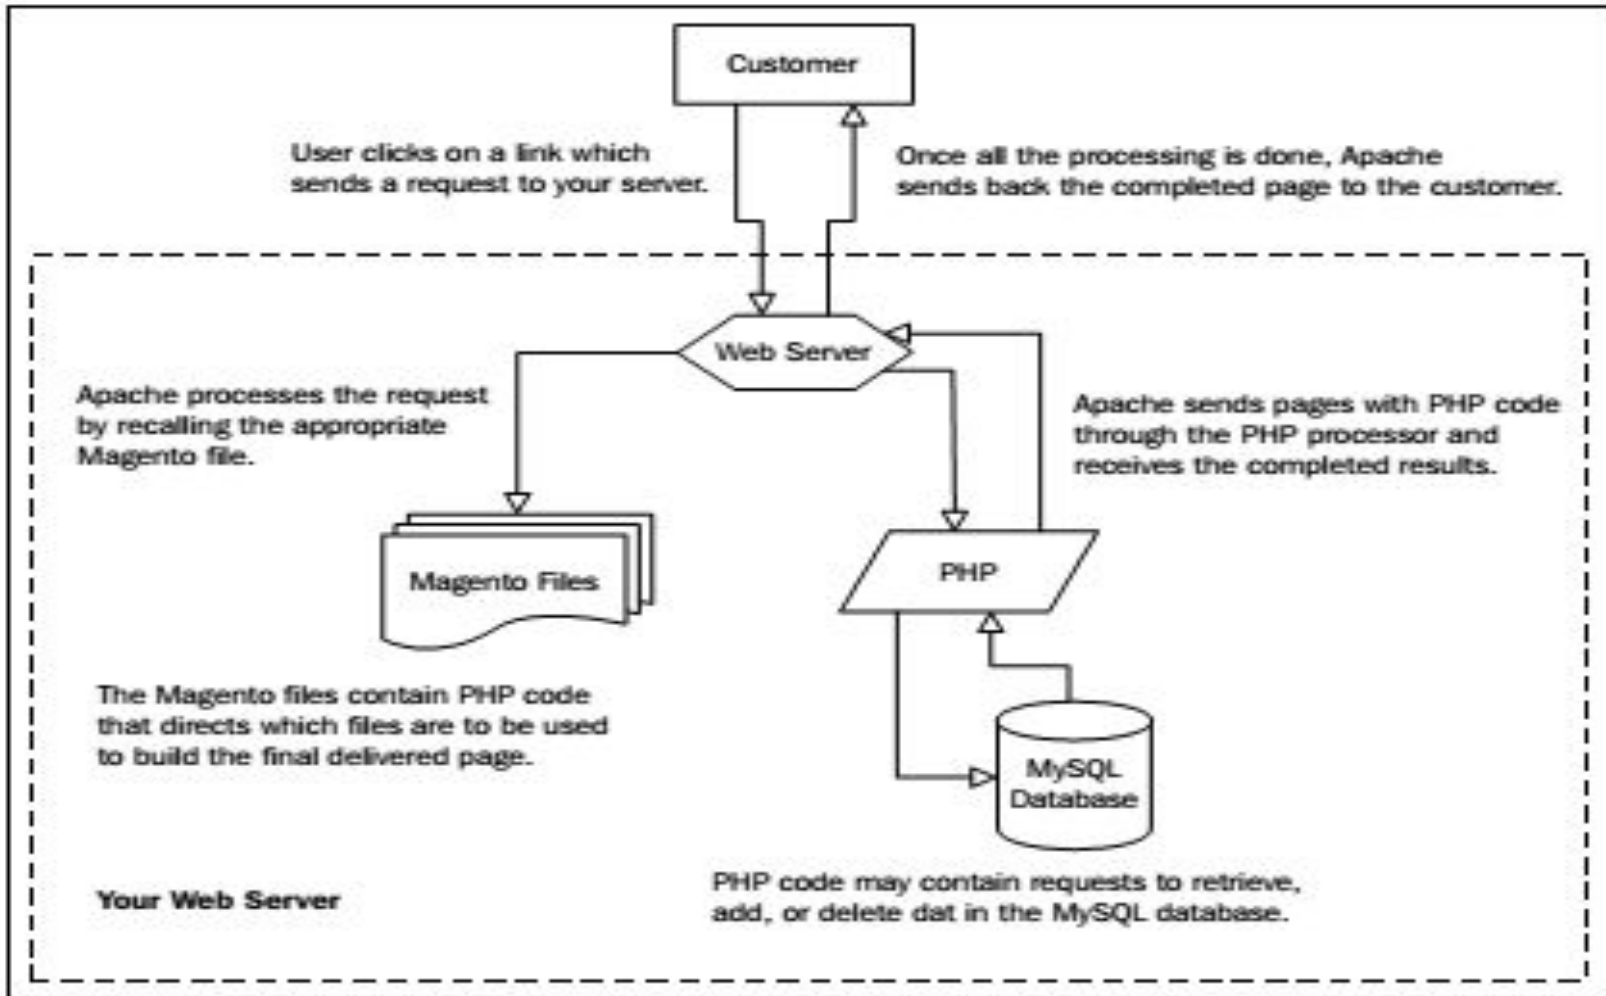 Customer
User clicks on a link which
sends a request to your server.
Once all the processing is done, Apache
sends back the completed page to the customer.
Web Server
Apache processes the request
by recalling the appropriate
Magento file.
Apache sends pages with PHP code
through the PHP processor and
receives the completed results.
Magento Files
PHP
The Magento files contain PHP code
that directs which files are to be used
to build the final delivered page.
MySQL
Database
Your Web Server
PHP code may contain requests to retrieve,
add, or delete dat in the MySQL database.